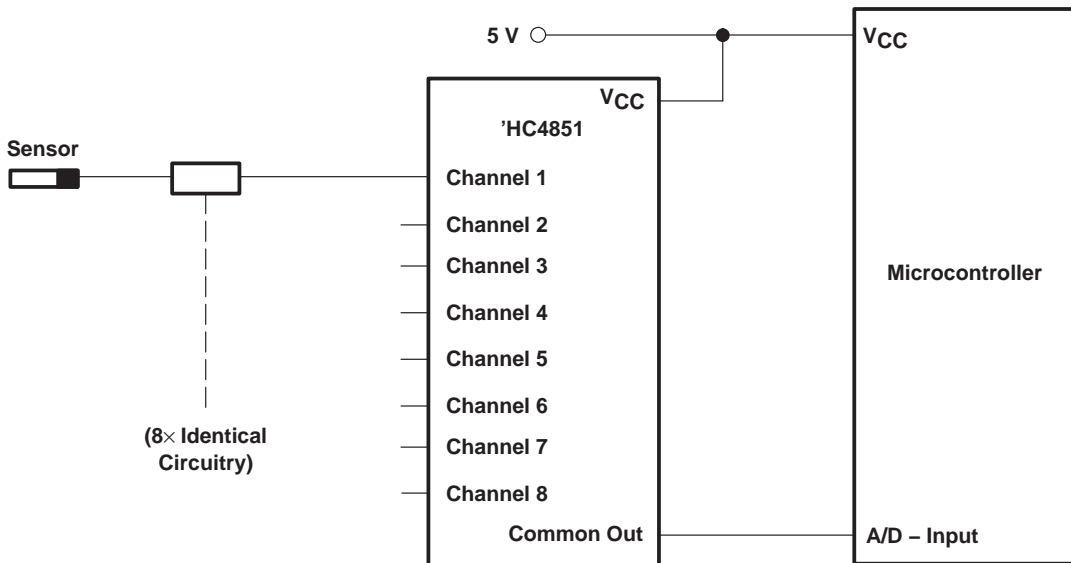 5 V
VCC
VCC
'HC4851
Sensor
Channel 1
Channel 2
Channel 3
Microcontroller
Channel 4
Channel 5
Channel 6
(8× Identical
Circuitry)
Channel 7
Channel 8
Common Out
A/D – Input